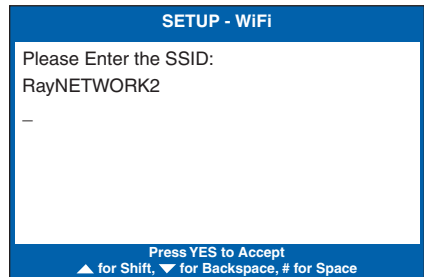 SETUP - WiFi
Please Enter the SSID:
RayNETWORK2
_
Press YES to Accept
▲ for Shift, ▼ for Backspace, # for Space